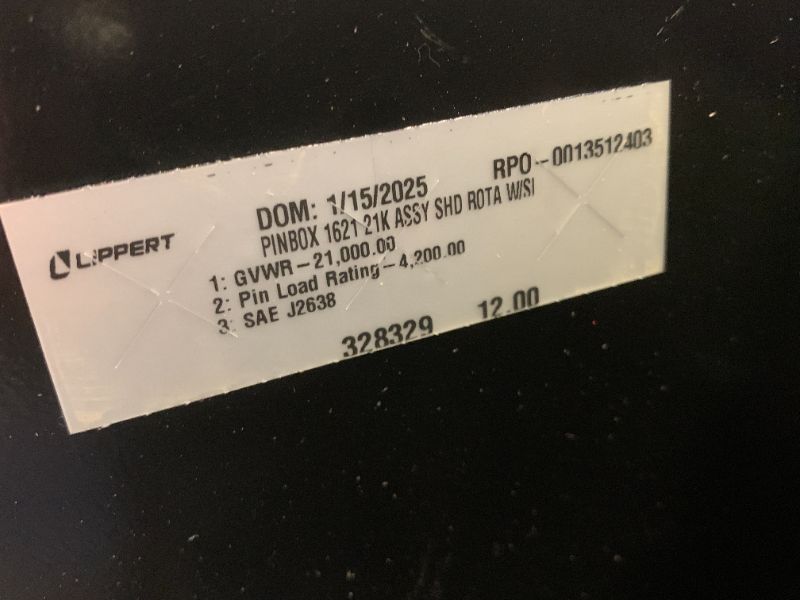 RPO--0013512403
DOM: 1/15/2025
PINBOX 1621 21K ASSY SHD ROTA W/SI
LIPPERT
1: GVWR - 21,000.00
2: Pin Load Rating - 4,200.00
3: SAE J2638
328329 12.00